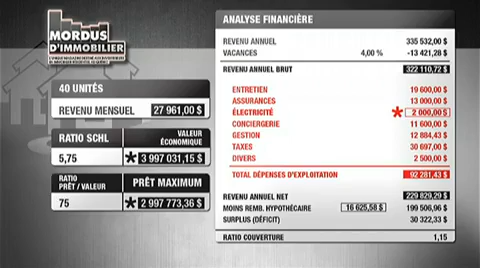 MORDUS
D'IMMOBILIER
40 UNITÉS
REVENU MENSUEL 27 961,00 $
RATIO SCHL VALEUR ÉCONOMIQUE
5,75 * 3 997 031,15 $
RATIO PRÊT / VALEUR PRÊT MAXIMUM
75 * 2 997 773,36 $
ANALYSE FINANCIÈRE
REVENU ANNUEL 335 532,00 $
VACANCES 4,00 % -13 421,28 $
REVENU ANNUEL BRUT 322 110,72 $
ENTRETIEN 19 600,00 $
ASSURANCES 13 000,00 $
ÉLECTRICITÉ * 2 000,00 $
CONCIERGERIE 11 600,00 $
GESTION 12 884,43 $
TAXES 30 697,00 $
DIVERS 2 500,00 $
TOTAL DÉPENSES D'EXPLOITATION 92 281,43 $
REVENU ANNUEL NET 229 829,29 $
MOINS REMB. HYPOTHÉCAIRE 16 625,58 $ 199 506,96 $
SURPLUS (DÉFICIT) 30 322,33 $
RATIO COUVERTURE 1,15